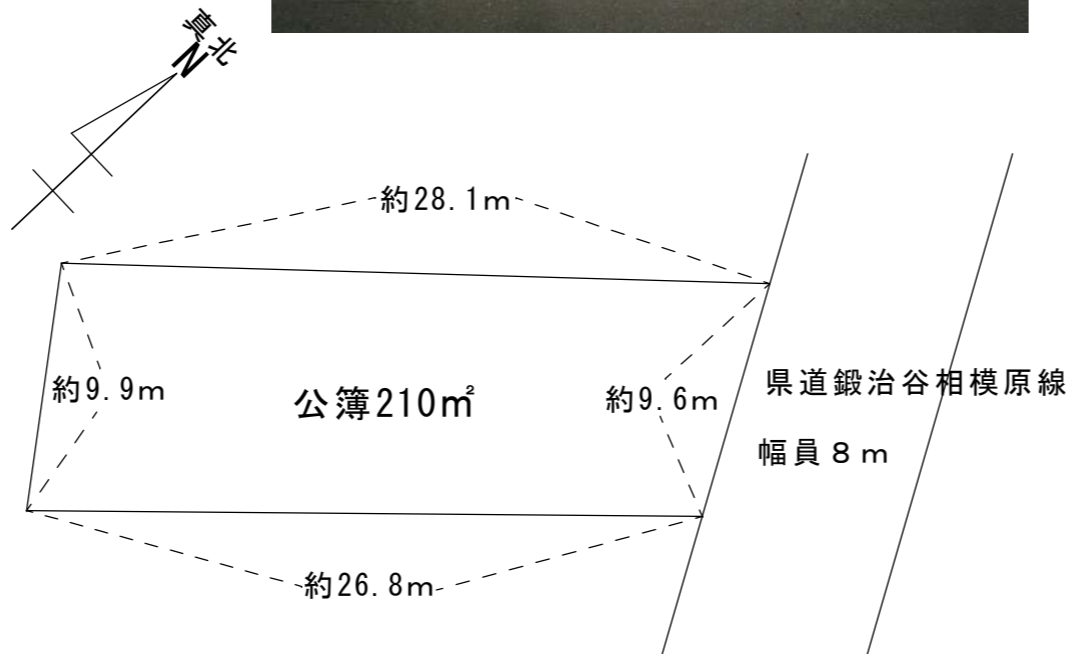 真北
N
約28.1m
約9.9m
公簿210㎡
約9.6m
県道鍛治谷相模原線
幅員８ｍ
約26.8m